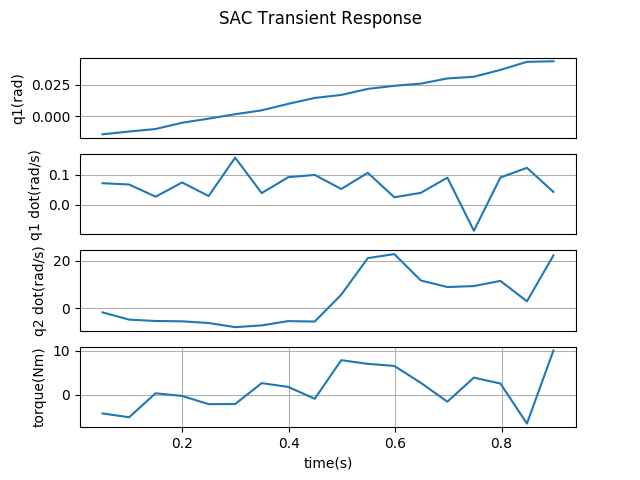 SAC Transient Response
q1(rad)
0.025
0.000
q1 dot(rad/s)
0.1
0.0
q2 dot(rad/s)
20
0
torque(Nm)
10
0
0.2 0.4 0.6 0.8
time(s)